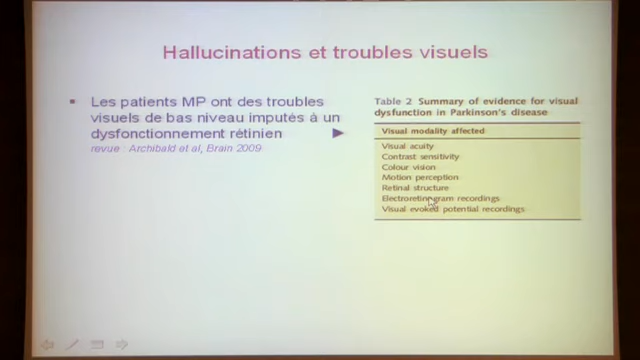 Hallucinations et troubles visuels
Les patients MP ont des troubles
visuels de bas niveau imputés à un
dysfonctionnement rétinien
revue : Archibald et al, Brain 2009
Table 2 Summary of evidence for visual
dysfunction in Parkinson's disease
Visual modality affected
Visual acuity
Contrast sensitivity
Colour vision
Motion perception
Retinal structure
Electroretinogram recordings
Visual evoked potential recordings